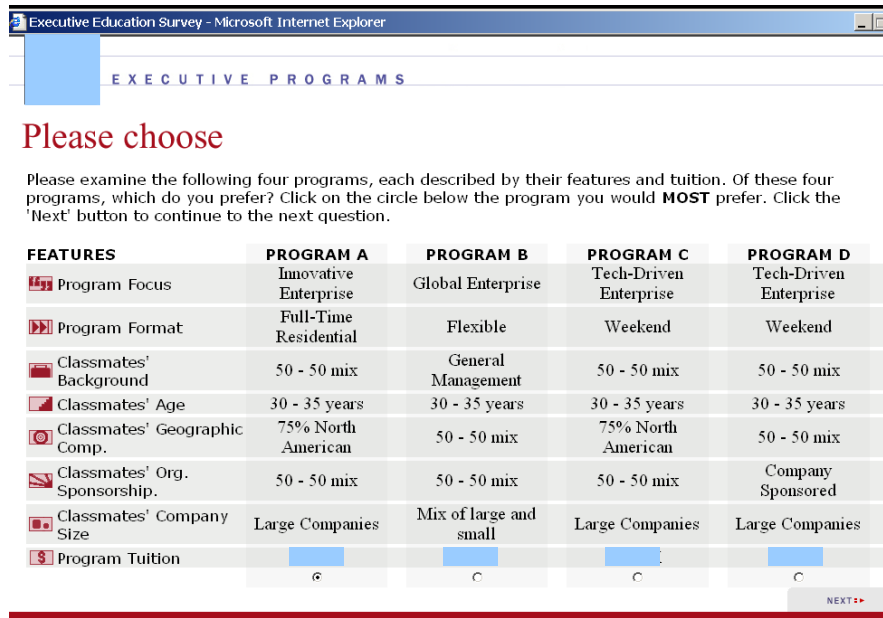 Executive Education Survey - Microsoft Internet Explorer
EXECUTIVE PROGRAMS
Please choose
Please examine the following four programs, each described by their features and tuition. Of these four
programs, which do you prefer? Click on the circle below the program you would MOST prefer. Click the
'Next' button to continue to the next question.
FEATURES PROGRAM A PROGRAM B PROGRAM C PROGRAM D
Program Focus
Innovative
Enterprise
Global Enterprise
Tech-Driven
Enterprise
Tech-Driven
Enterprise
Program Format
Full-Time
Residential
Flexible
Weekend
Weekend
Classmates'
Background
50 - 50 mix
General
Management
50 - 50 mix
50 - 50 mix
Classmates' Age
30 - 35 years
30 - 35 years
30 - 35 years
30 - 35 years
Classmates' Geographic
Comp.
75% North
American
50 - 50 mix
75% North
American
50 - 50 mix
Classmates' Org.
Sponsorship.
50 - 50 mix
50 - 50 mix
50 - 50 mix
Company
Sponsored
Classmates' Company
Size
Large Companies
Mix of large and
small
Large Companies
Large Companies
$ Program Tuition
NEXT